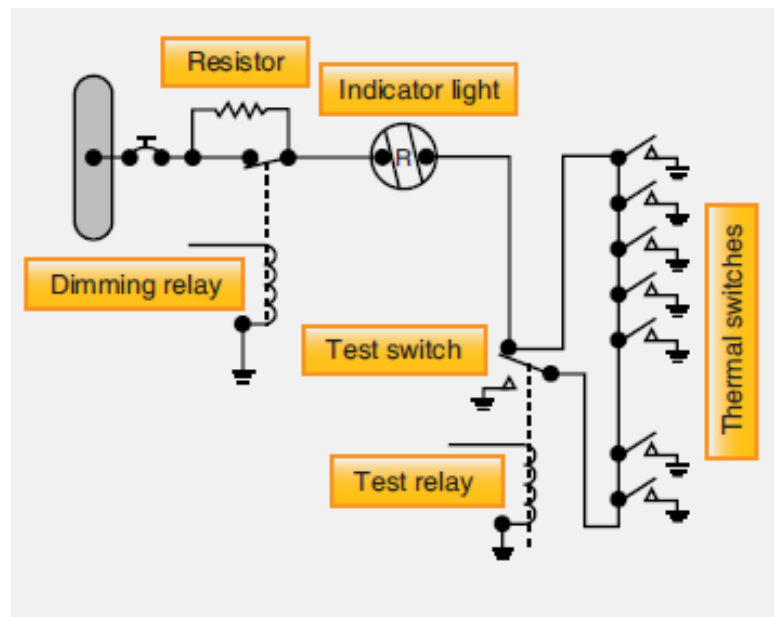 Resistor
Indicator light
R
Dimming relay
Test switch
Thermal switches
Test relay